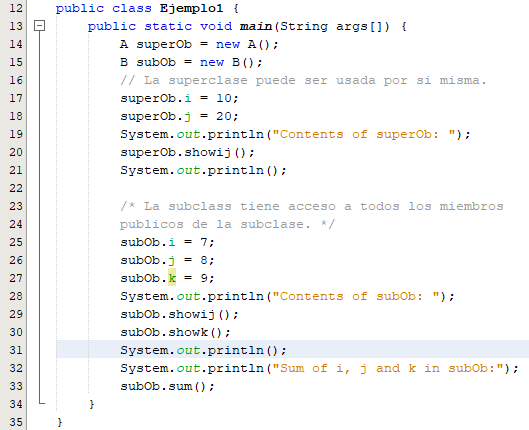 12 public class Ejemplo1 {
13 public static void main(String args[]) {
14 A superOb = new A();
15 B subOb = new B();
16 // La superclase puede ser usada por si misma.
17 superOb.i = 10;
18 superOb.j = 20;
19 System.out.println("Contents of superOb: ");
20 superOb.showij();
21 System.out.println();
22
23 /* La subclass tiene acceso a todos los miembros
24 publicos de la subclase. */
25 subOb.i = 7;
26 subOb.j = 8;
27 subOb.k = 9;
28 System.out.println("Contents of subOb: ");
29 subOb.showij();
30 subOb.showk();
31 System.out.println();
32 System.out.println("Sum of i, j and k in subOb:");
33 subOb.sum();
34 }
35 }